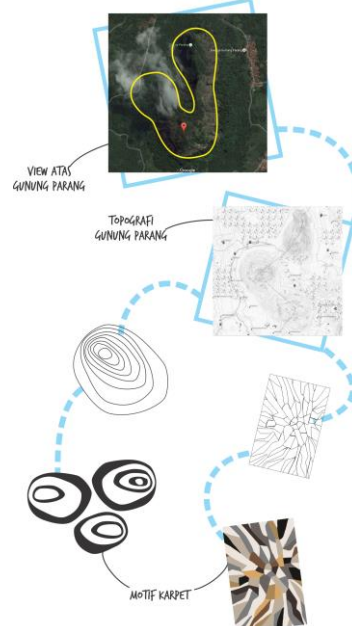 VIEW ATAS
GUNUNG PARANG
TOPOGRAFI
GUNUNG PARANG
MOTIF KARPET